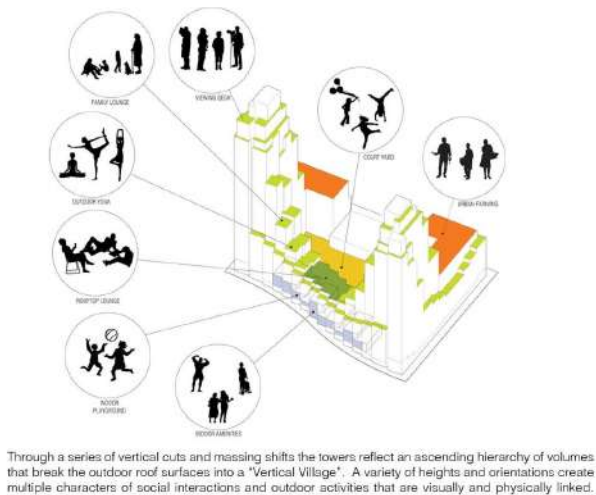 FAMILY LOUNGE
VIEWING DECK
COURT YARD
OUTDOOR YOGA
URBAN FARMING
ROOFTOP LOUNGE
INDOOR
PLAYGROUND
INDOOR AMENITIES
Through a series of vertical cuts and massing shifts the towers reflect an ascending hierarchy of volumes
that break the outdoor roof surfaces into a "Vertical Village". A variety of heights and orientations create
multiple characters of social interactions and outdoor activities that are visually and physically linked.